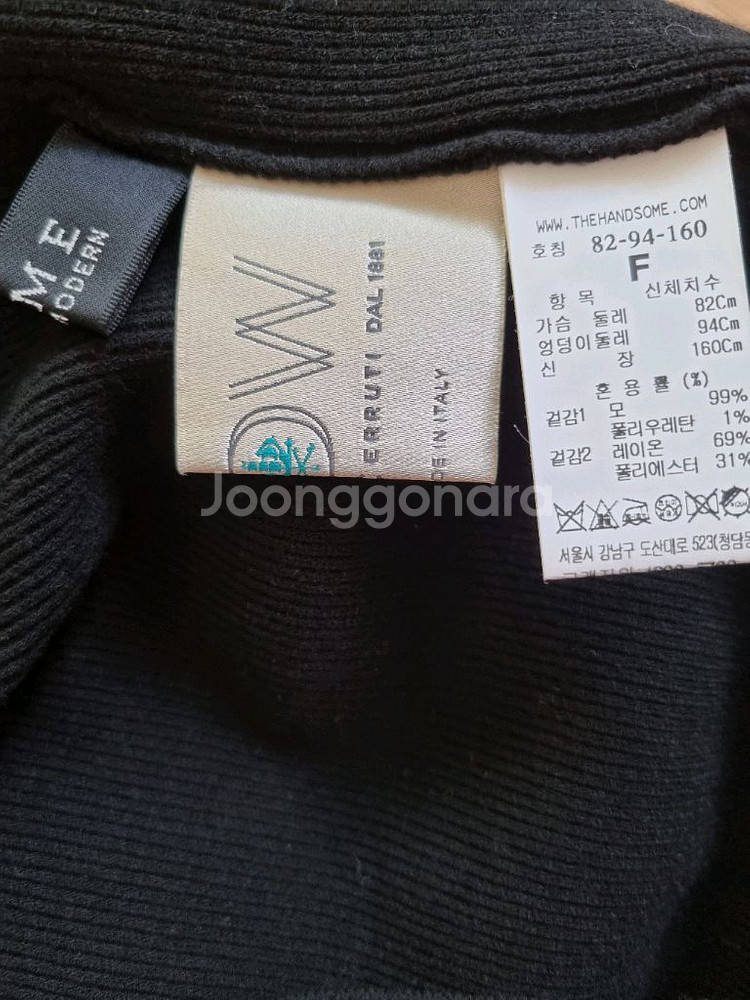 ME
MODERN
W
ERRUTI DAL 1881
IN ITALY
WWW.THEHANDSOME.COM
호칭 82-94-160
F
항 목 신체치수
가슴 둘레 82Cm
엉덩이둘레 94Cm
신 장 160Cm
혼 용 률 (%)
겉감1 모 99%
폴리우레탄 1%
겉감2 레이온 69%
폴리에스터 31%
서울시 강남구 도산대로 523(청담동
Joonggondra